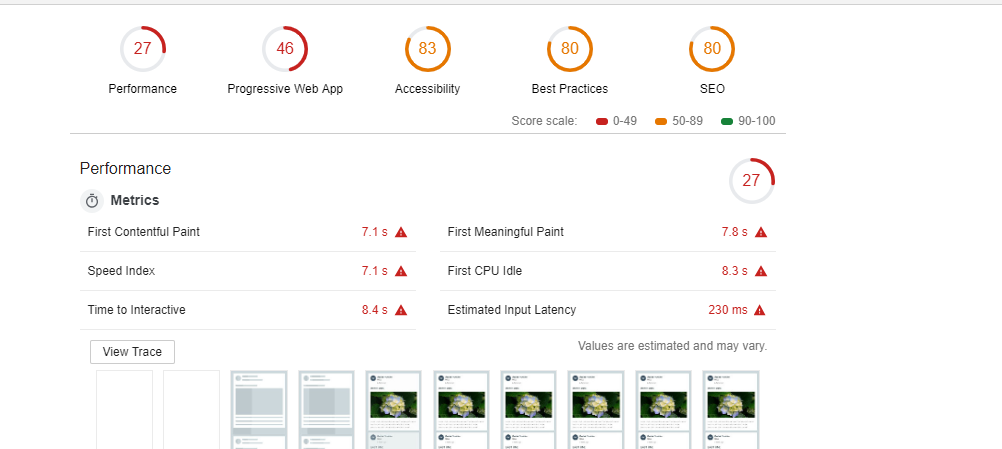 27 46 83 80 80
Performance Progressive Web App Accessibility Best Practices SEO
Score scale: 0-49 50-89 90-100
Performance
27
Metrics
First Contentful Paint 7.1 s First Meaningful Paint 7.8 s
Speed Index 7.1 s First CPU Idle 8.3 s
Time to Interactive 8.4 s Estimated Input Latency 230 ms
View Trace Values are estimated and may vary.